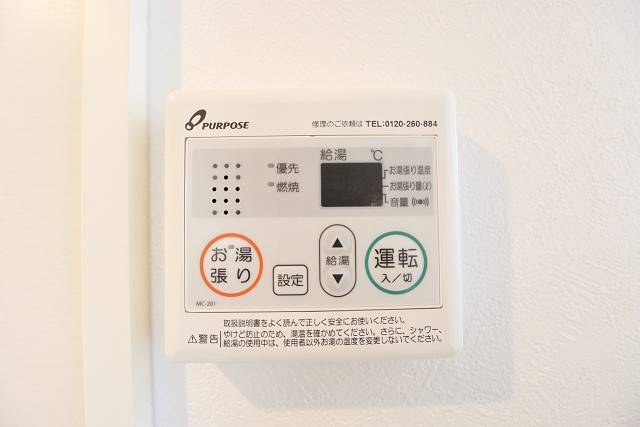 PURPOSE 修理のご依頼は TEL:0120-260-884
給湯 ℃
優先 お湯張り温度
燃焼 お湯張り量(ℓ)
音量
お湯張り
設定
▲
給湯
▼
運転
入/切
MC-201
取扱説明書をよく読んで正しく安全にお使いください。
⚠警告 やけど防止のため、湯温を確かめてください。さらに、シャワー、
給湯の使用中は、使用者以外お湯の温度を変更しないでください。